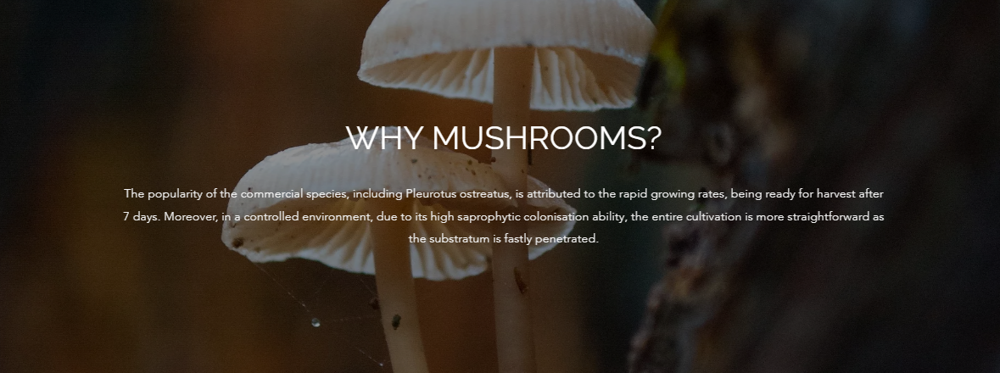 WHY MUSHROOMS?
The popularity of the commercial species, including Pleurotus ostreatus, is attributed to the rapid growing rates, being ready for harvest after
7 days. Moreover, in a controlled environment, due to its high saprophytic colonisation ability, the entire cultivation is more straightforward as
the substratum is fastly penetrated.